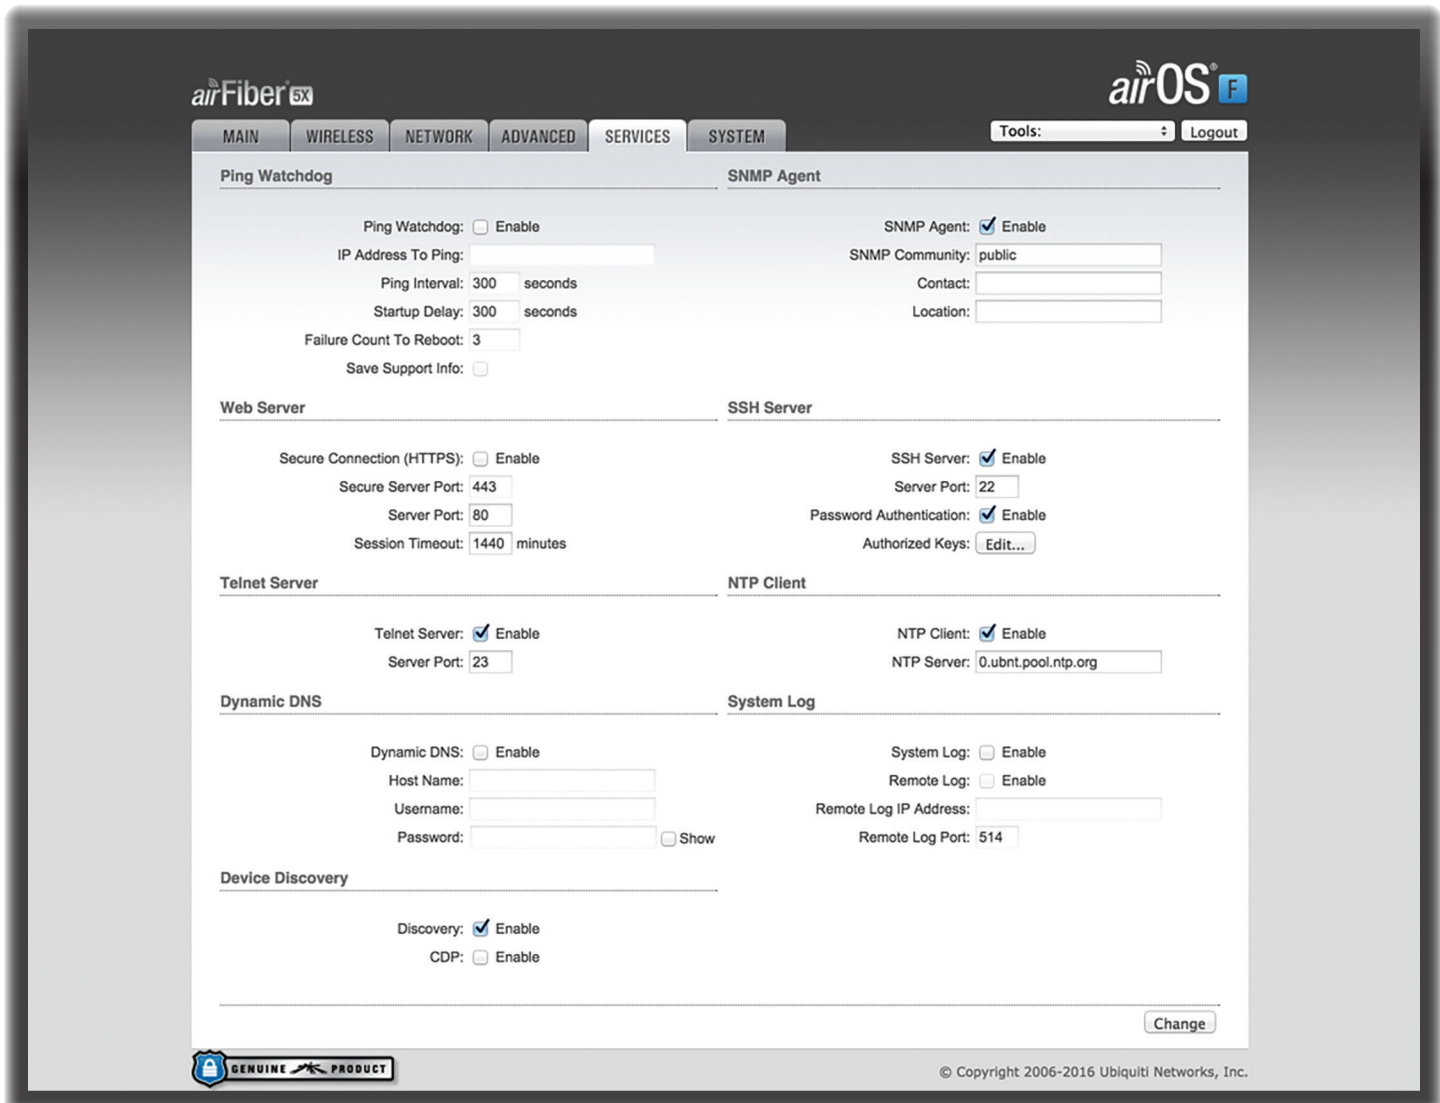 airFiber 5X
airOS® F
MAIN WIRELESS NETWORK ADVANCED SERVICES SYSTEM
Tools: Logout
Ping Watchdog
Ping Watchdog: Enable
IP Address To Ping:
Ping Interval: 300 seconds
Startup Delay: 300 seconds
Failure Count To Reboot: 3
Save Support Info:
SNMP Agent
SNMP Agent: Enable
SNMP Community: public
Contact:
Location:
Web Server
Secure Connection (HTTPS): Enable
Secure Server Port: 443
Server Port: 80
Session Timeout: 1440 minutes
SSH Server
SSH Server: Enable
Server Port: 22
Password Authentication: Enable
Authorized Keys: Edit...
Telnet Server
Telnet Server: Enable
Server Port: 23
NTP Client
NTP Client: Enable
NTP Server: 0.ubnt.pool.ntp.org
Dynamic DNS
Dynamic DNS: Enable
Host Name:
Username:
Password: Show
System Log
System Log: Enable
Remote Log: Enable
Remote Log IP Address:
Remote Log Port: 514
Device Discovery
Discovery: Enable
CDP: Enable
Change
GENUINE PRODUCT
© Copyright 2006-2016 Ubiquiti Networks, Inc.